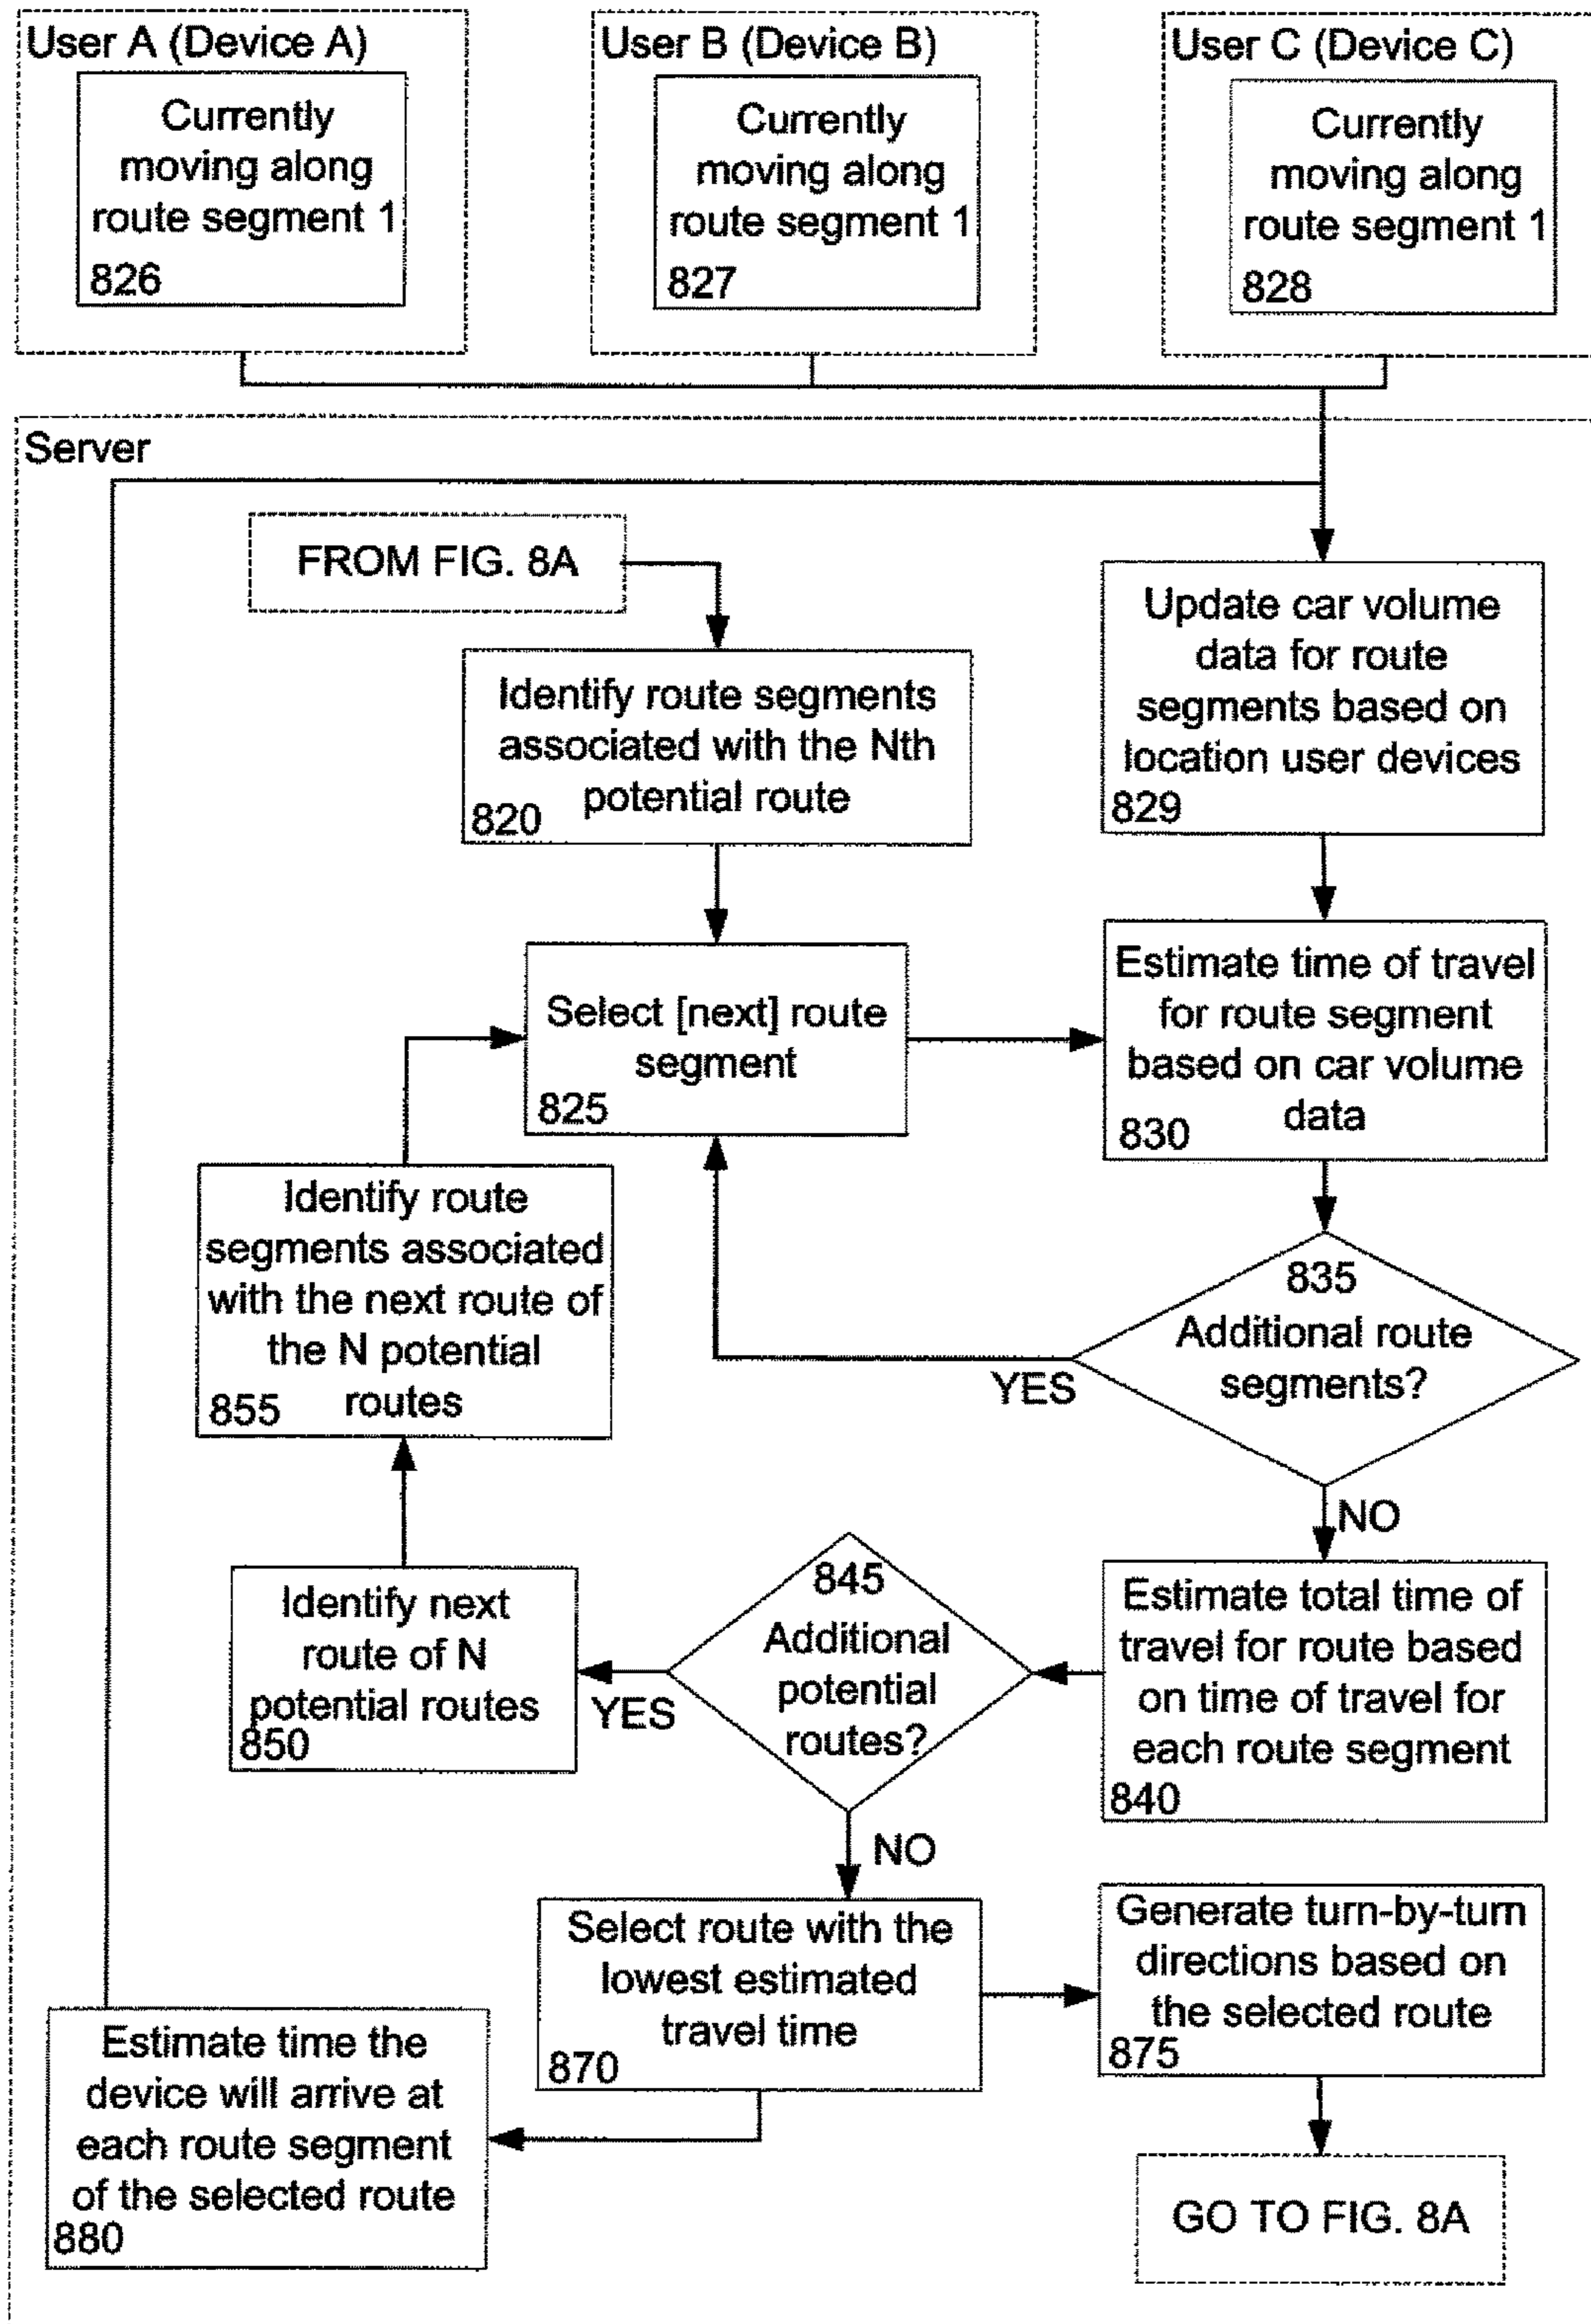 User A (Device A)
Currently
moving along
route segment 1
826
User B (Device B)
Currently
moving along
route segment 1
827
User C (Device C)
Currently
moving along
route segment 1
828
Server
FROM FIG. 8A
Identify route segments
associated with the Nth
potential route
820
Update car volume
data for route
segments based on
location user devices
829
Select [next] route
segment
825
Estimate time of travel
for route segment
based on car volume
data
830
Identify route
segments associated
with the next route of
the N potential
routes
855
835
Additional route
segments?
YES
NO
Identify next
route of N
potential routes
850
YES
845
Additional
potential
routes?
NO
Estimate total time of
travel for route based
on time of travel for
each route segment
840
Select route with the
lowest estimated
travel time
870
Generate turn-by-turn
directions based on
the selected route
875
Estimate time the
device will arrive at
each route segment
of the selected route
880
GO TO FIG. 8A